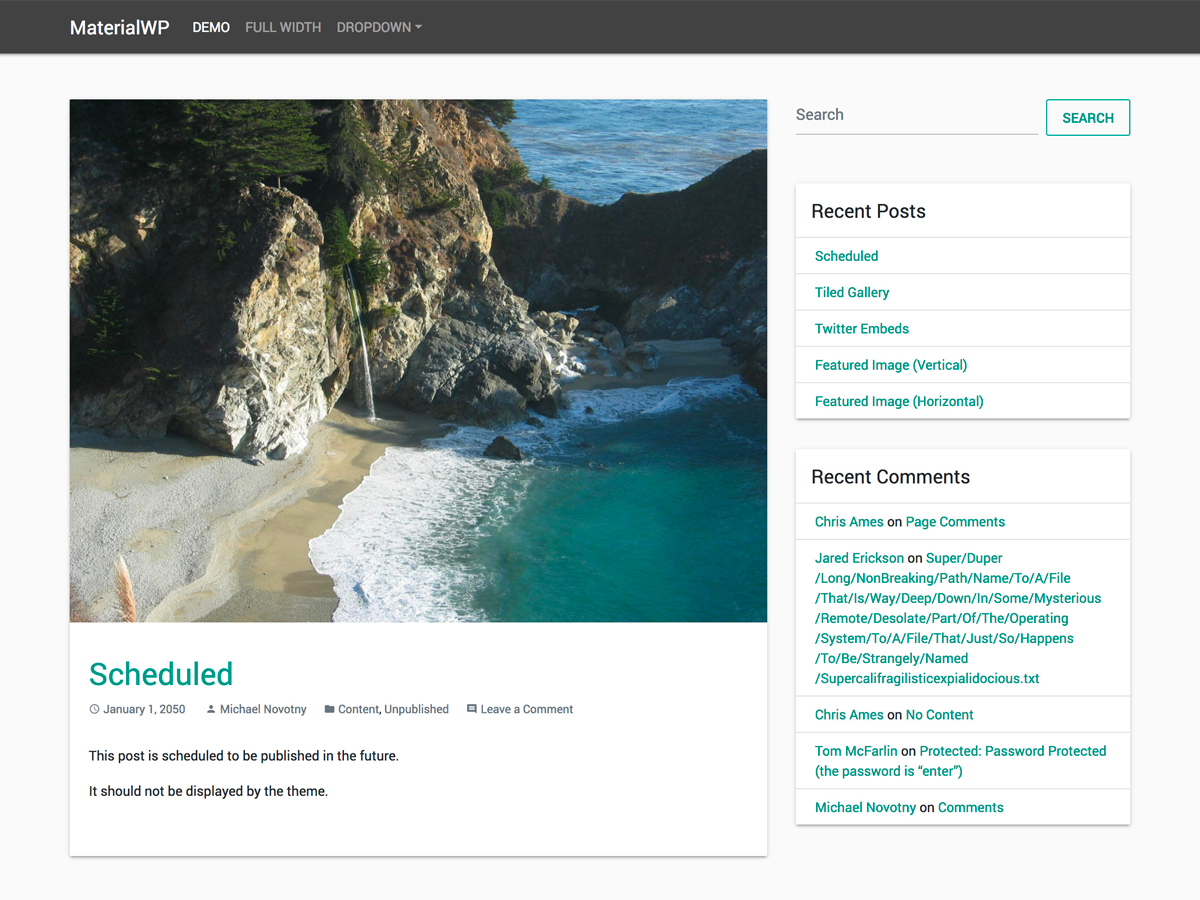 MaterialWP DEMO FULL WIDTH DROPDOWN
Scheduled
January 1, 2050 Michael Novotny Content, Unpublished Leave a Comment
This post is scheduled to be published in the future.
It should not be displayed by the theme.
Search SEARCH
Recent Posts
Scheduled
Tiled Gallery
Twitter Embeds
Featured Image (Vertical)
Featured Image (Horizontal)
Recent Comments
Chris Ames on Page Comments
Jared Erickson on Super/Duper
/Long/NonBreaking/Path/Name/To/A/File
/That/Is/Way/Deep/Down/In/Some/Mysterious
/Remote/Desolate/Part/Of/The/Operating
/System/To/A/File/That/Just/So/Happens
/To/Be/Strangely/Named
/Supercalifragilisticexpialidocious.txt
Chris Ames on No Content
Tom McFarlin on Protected: Password Protected
(the password is “enter”)
Michael Novotny on Comments